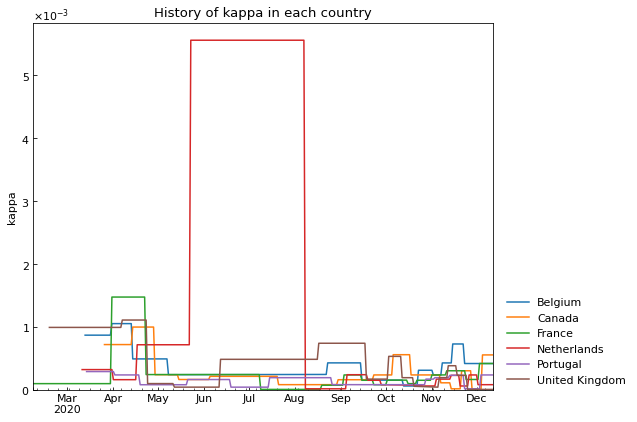 History of kappa in each country
×10⁻³
5
4
3
2
1
0
kappa
Mar Apr May Jun Jul Aug Sep Oct Nov Dec
2020
Belgium
Canada
France
Netherlands
Portugal
United Kingdom